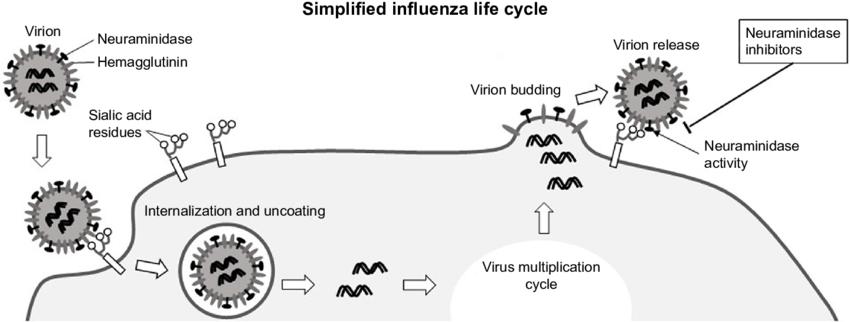 Simplified influenza life cycle
Virion
Neuraminidase
Hemagglutinin
Sialic acid
residues
Internalization and uncoating
Virus multiplication
cycle
Virion budding
Virion release
Neuraminidase
inhibitors
Neuraminidase
activity